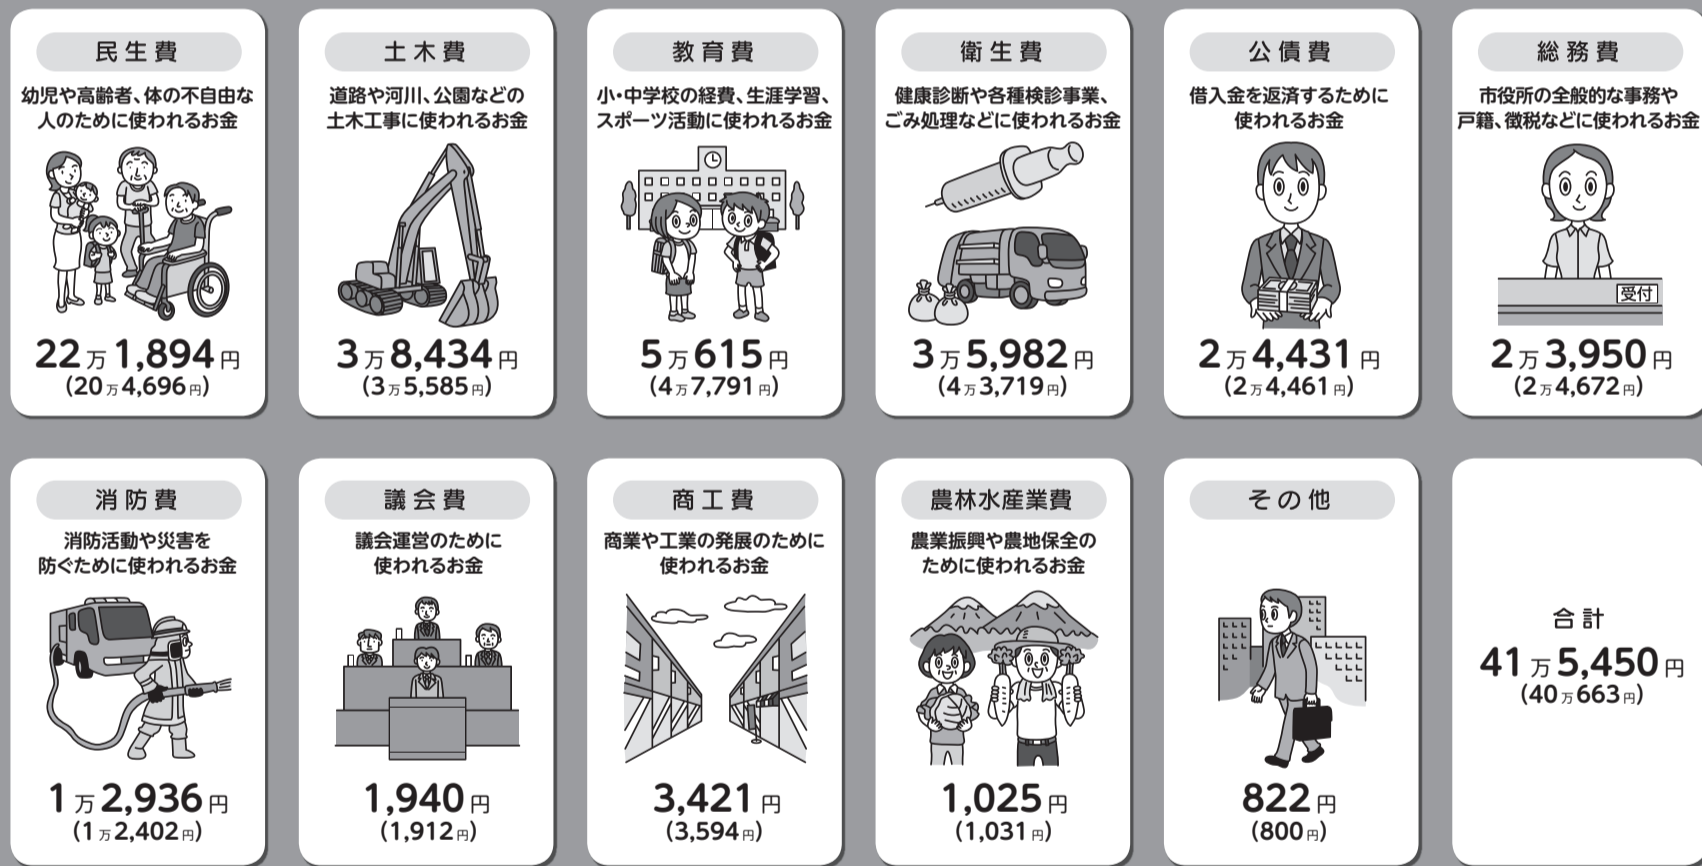 民生費
幼児や高齢者、体の不自由な
人のために使われるお金
22万1,894円
(20万4,696円)
土木費
道路や河川、公園などの
土木工事に使われるお金
3万8,434円
(3万5,585円)
教育費
小・中学校の経費、生涯学習、
スポーツ活動に使われるお金
5万615円
(4万7,791円)
衛生費
健康診断や各種検診事業、
ごみ処理などに使われるお金
3万5,982円
(4万3,719円)
公債費
借入金を返済するために
使われるお金
2万4,431円
(2万4,461円)
総務費
市役所の全般的な事務や
戸籍、徴税などに使われるお金
受付
2万3,950円
(2万4,672円)
消防費
消防活動や災害を
防ぐために使われるお金
1万2,936円
(1万2,402円)
議会費
議会運営のために
使われるお金
1,940円
(1,912円)
商工費
商業や工業の発展のために
使われるお金
3,421円
(3,594円)
農林水産業費
農業振興や農地保全の
ために使われるお金
1,025円
(1,031円)
その他
822円
(800円)
合計
41万5,450円
(40万663円)